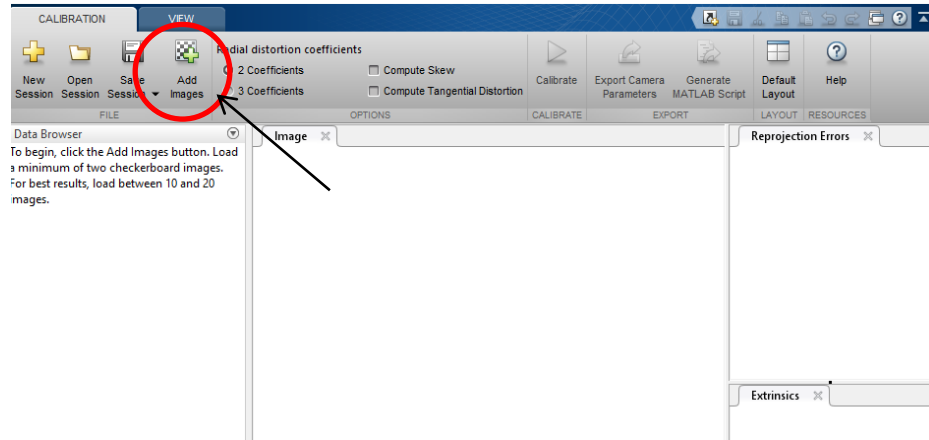 CALIBRATION VIEW
New Session
Open Session
Save Session
Add Images
FILE
Radial distortion coefficients
2 Coefficients
3 Coefficients
Compute Skew
Compute Tangential Distortion
OPTIONS
Calibrate
CALIBRATE
Export Camera Parameters
Generate MATLAB Script
EXPORT
Default Layout
LAYOUT
Help
RESOURCES
Data Browser
To begin, click the Add Images button. Load
a minimum of two checkerboard images.
For best results, load between 10 and 20
images.
Image
Reprojection Errors
Extrinsics